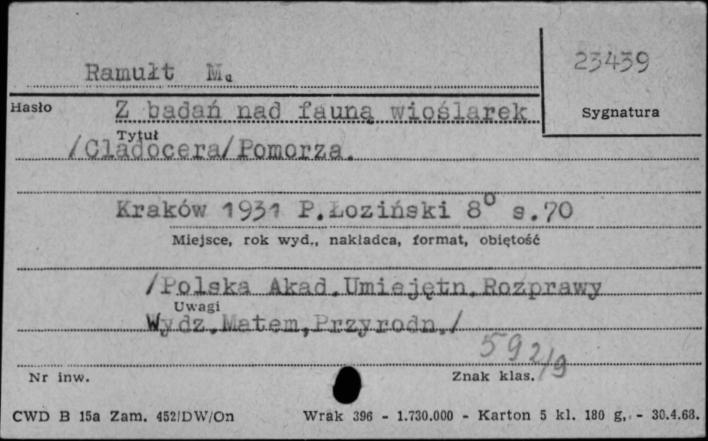 Ramułt M.
23439
Hasło
Z badań nad fauną wioślarek
Sygnatura
Tytuł
/Cladocera/Pomorza.
Kraków 1931 P.Łoziński 8° s.70
Miejsce, rok wyd., nakładca, format, objętość
/Polska Akad.Umiejętn.Rozprawy
Uwagi
Wydz.Matem,Przyrodn./
592/9
Nr inw.
Znak klas.
CWD B 15a Zam. 452/DW/On Wrak 396 - 1.730.000 - Karton 5 kl. 180 g. - 30.4.68.